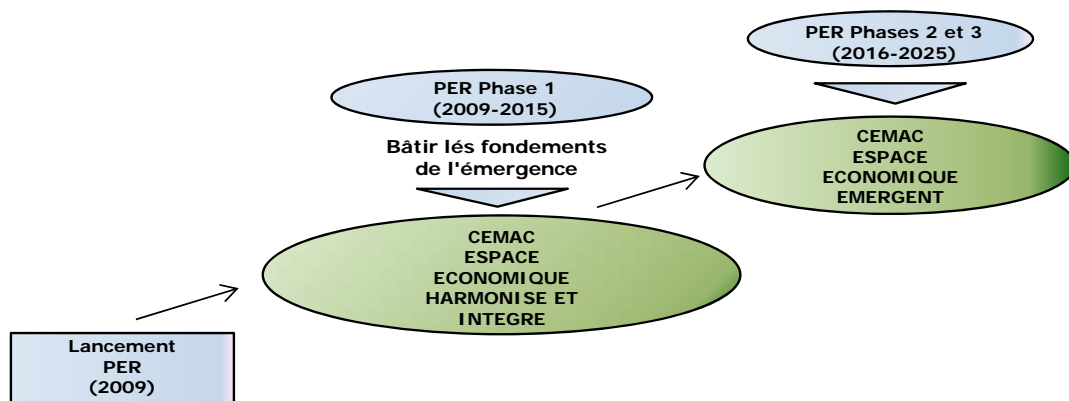 PER Phases 2 et 3
(2016-2025)
PER Phase 1
(2009-2015)
Bâtir lés fondements
de l'émergence
CEMAC
ESPACE
ECONOMIQUE
EMERGENT
CEMAC
ESPACE
ECONOMIQUE
HARMONISE ET
INTEGRE
Lancement
PER
(2009)